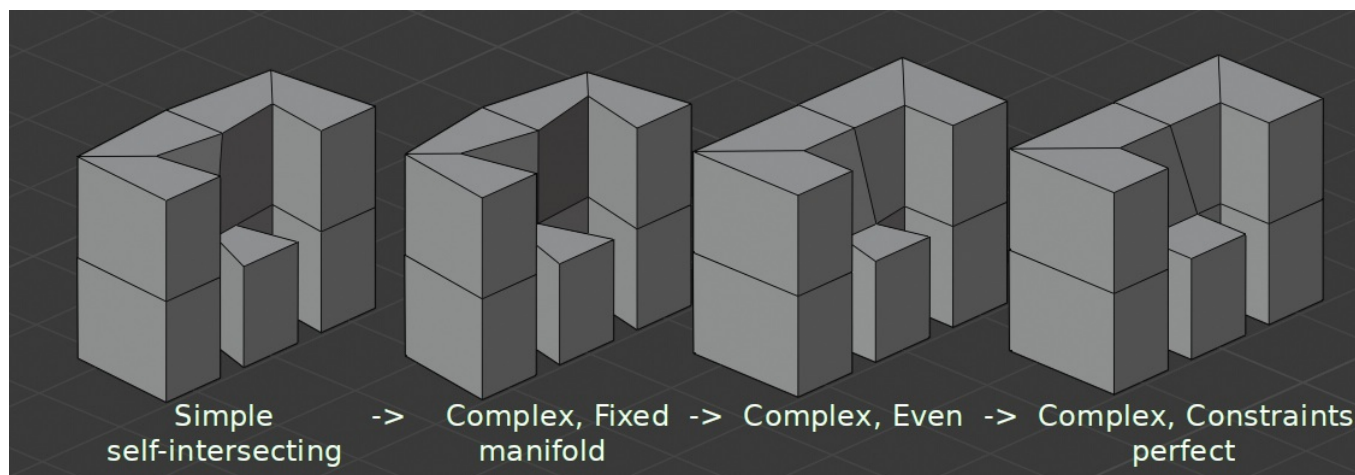 Simple -> Complex, Fixed -> Complex, Even -> Complex, Constraints
self-intersecting manifold perfect